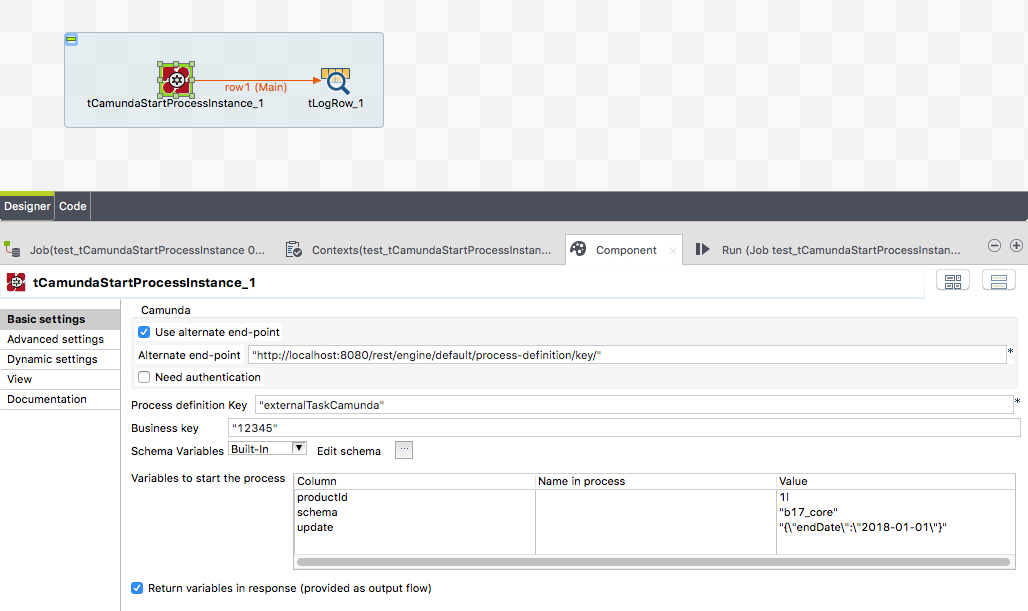 row1 (Main)
tCamundaStartProcessInstance_1 tLogRow_1
Designer Code
Job(test_tCamundaStartProcessInstance 0... Contexts(test_tCamundaStartProcessInstan... Component Run (Job test_tCamundaStartProcessInstan...
tCamundaStartProcessInstance_1
Basic settings
Advanced settings
Dynamic settings
View
Documentation
Camunda
Use alternate end-point
Alternate end-point "http://localhost:8080/rest/engine/default/process-definition/key/" *
Need authentication
Process definition Key "externalTaskCamunda" *
Business key "12345"
Schema Variables Built-In Edit schema ...
Variables to start the process
Column Name in process Value
productId 1l
schema "b17_core"
update "{\"endDate\":\"2018-01-01\"}"
Return variables in response (provided as output flow)